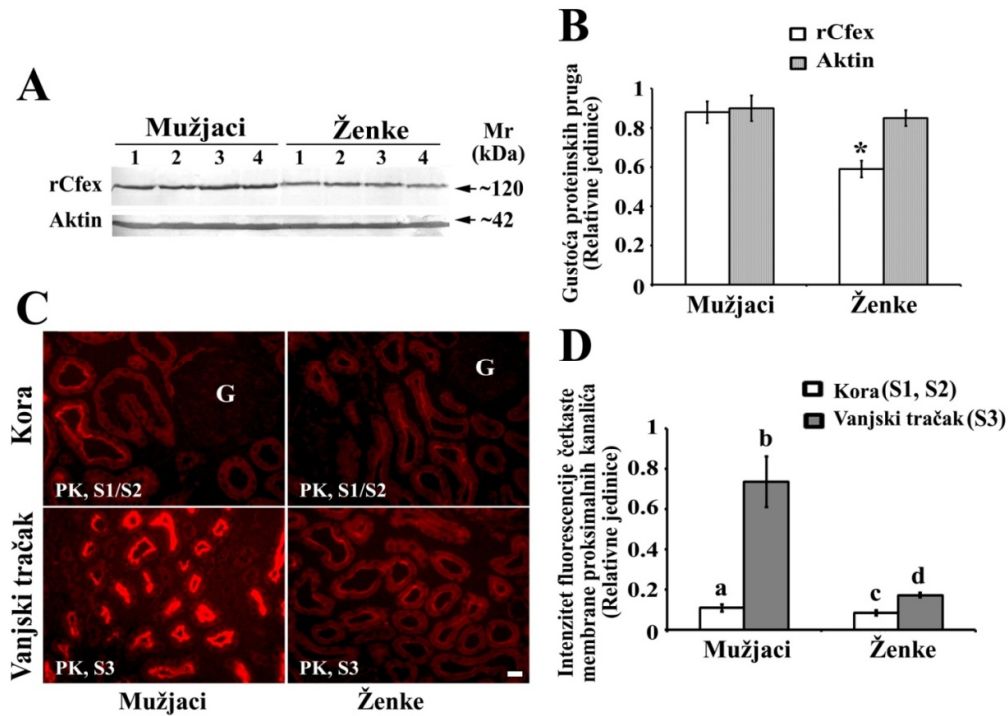 A
Mužjaci Ženke Mr (kDa)
1 2 3 4 1 2 3 4
rCfex ~120
Aktin ~42
B
rCfex
Aktin
Gustoća proteinskih pruga
(Relativne jedinice)
1
0.8
0.6
0.4
0.2
0
*
Mužjaci Ženke
C
Kora
G
G
PK, S1/S2
PK, S1/S2
Vanjski tračak
PK, S3
PK, S3
Mužjaci Ženke
D
Kora (S1, S2)
Vanjski tračak (S3)
Intenzitet fluorescencije četkaste
membrane proksimalnih kanalića
(Relativne jedinice)
1
0.8
0.6
0.4
0.2
0
a
b
c
d
Mužjaci Ženke